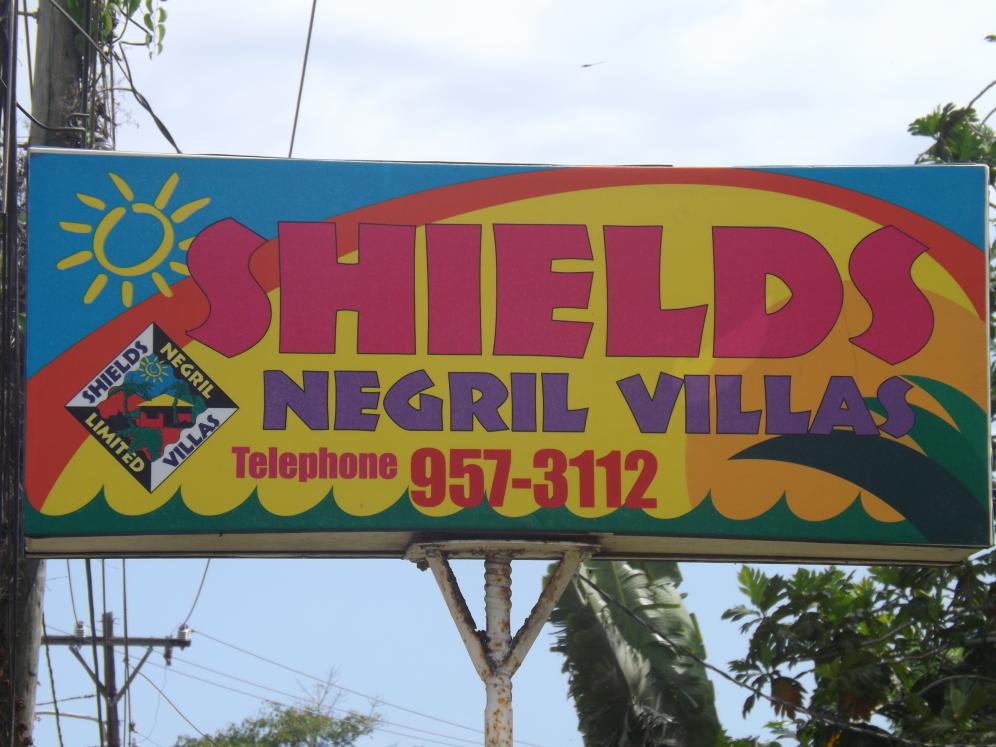 SHIELDS
NEGRIL VILLAS
SHIELDS
NEGRIL
LIMITED
VILLAS
Telephone 957-3112